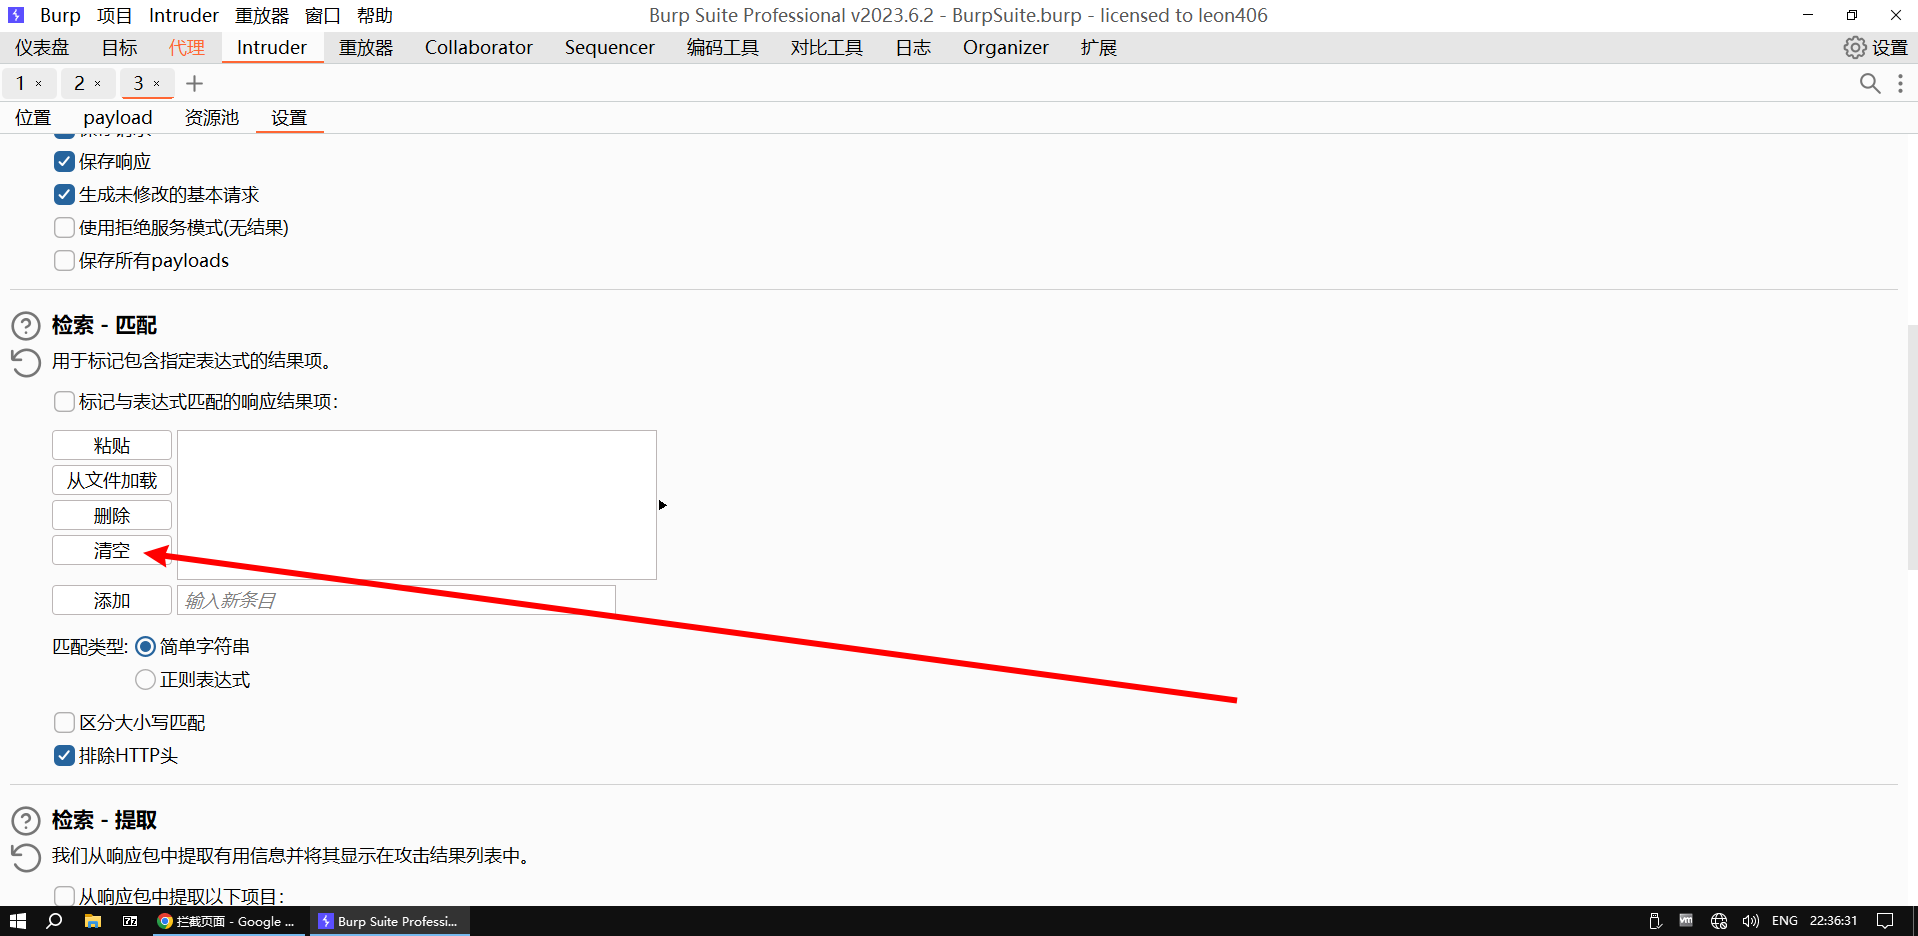 Burp 项目 Intruder 重放器 窗口 帮助 Burp Suite Professional v2023.6.2 - BurpSuite.burp - licensed to leon406
仪表盘 目标 代理 Intruder 重放器 Collaborator Sequencer 编码工具 对比工具 日志 Organizer 扩展 设置
1 × 2 × 3 × +
位置 payload 资源池 设置
保存请求
保存响应
生成未修改的基本请求
使用拒绝服务模式(无结果)
保存所有payloads
检索 - 匹配
用于标记包含指定表达式的结果项。
标记与表达式匹配的响应结果项:
粘贴
从文件加载
删除
清空
添加 输入新条目
匹配类型: 简单字符串
正则表达式
区分大小写匹配
排除HTTP头
检索 - 提取
我们从响应包中提取有用信息并将其显示在攻击结果列表中。
从响应包中提取以下项目:
拦截页面 - Google ... Burp Suite Professi... ENG 22:36:31